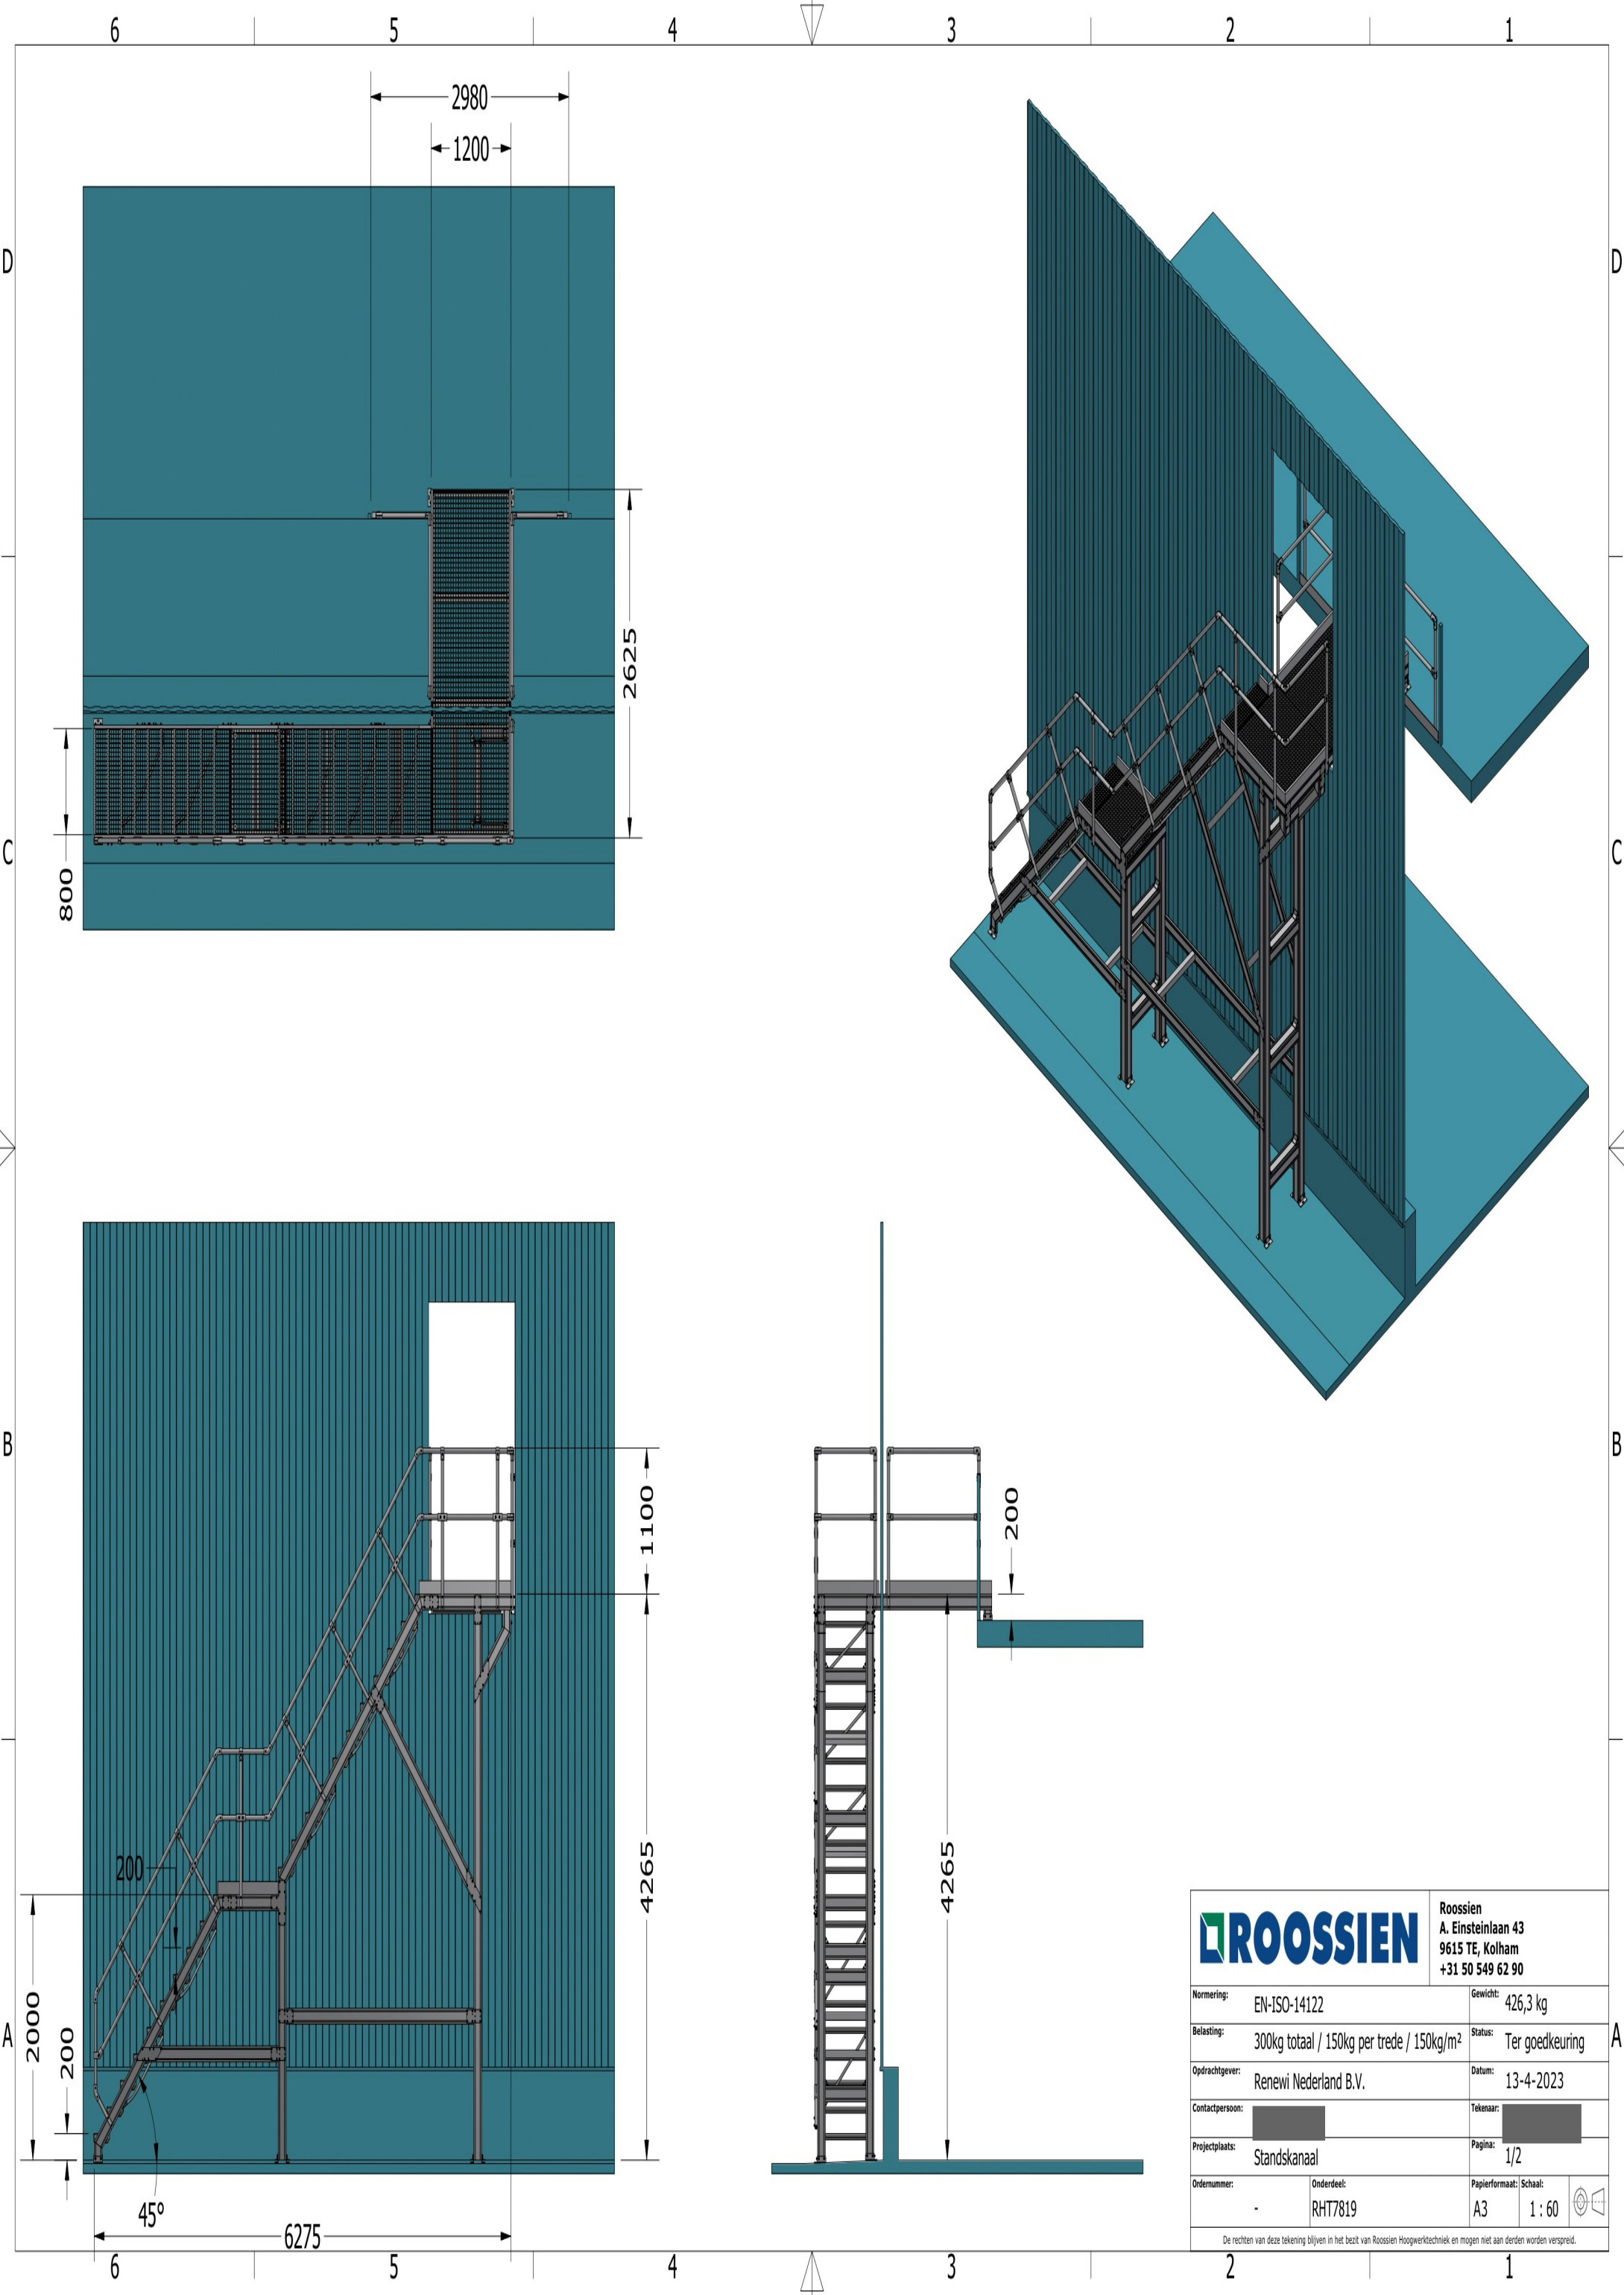 6 5 4 3 2 1
2980
1200
D D
2625
800
C C
B B
1100
200
4265
4265
200
2000
200
45°
6275
A A
ROOSSIEN
Roossien
A. Einsteinlaan 43
9615 TE, Kolham
+31 50 549 62 90
Normering: EN-ISO-14122 Gewicht: 426,3 kg
Belasting: 300kg totaal / 150kg per trede / 150kg/m² Status: Ter goedkeuring
Opdrachtgever: Renewi Nederland B.V. Datum: 13-4-2023
Contactpersoon: Tekenaar:
Projectplaats: Standskanaal Pagina: 1/2
Ordernummer: - Onderdeel: RHT7819 Papierformaat: A3 Schaal: 1 : 60
De rechten van deze tekening blijven in het bezit van Roossien Hoogwerktechniek en mogen niet aan derden worden verspreid.
6 5 4 3 2 1